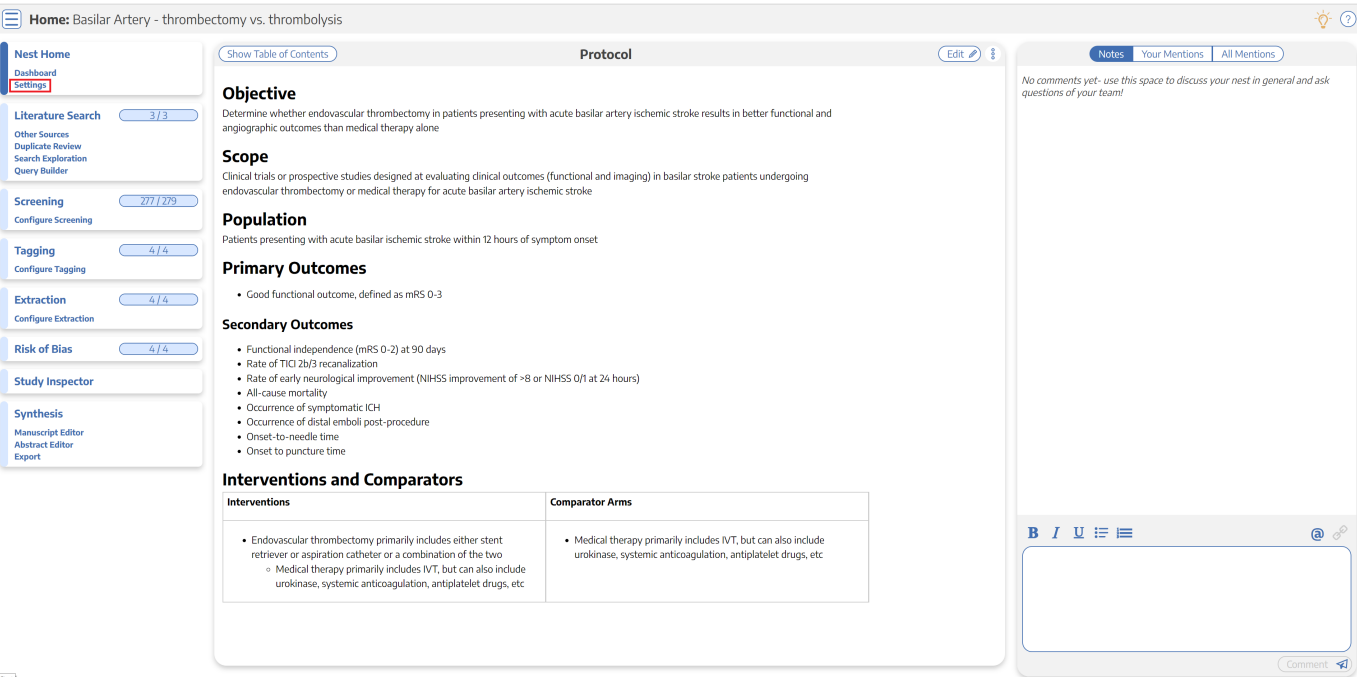 Home: Basilar Artery - thrombectomy vs. thrombolysis
?
Nest Home
Dashboard
Settings
Literature Search 3 / 3
Other Sources
Duplicate Review
Search Exploration
Query Builder
Screening 277 / 279
Configure Screening
Tagging 4 / 4
Configure Tagging
Extraction 4 / 4
Configure Extraction
Risk of Bias 4 / 4
Study Inspector
Synthesis
Manuscript Editor
Abstract Editor
Export
Show Table of Contents
Protocol
Edit
Objective
Determine whether endovascular thrombectomy in patients presenting with acute basilar artery ischemic stroke results in better functional and
angiographic outcomes than medical therapy alone
Scope
Clinical trials or prospective studies designed at evaluating clinical outcomes (functional and imaging) in basilar stroke patients undergoing
endovascular thrombectomy or medical therapy for acute basilar artery ischemic stroke
Population
Patients presenting with acute basilar ischemic stroke within 12 hours of symptom onset
Primary Outcomes
• Good functional outcome, defined as mRS 0-3
Secondary Outcomes
• Functional independence (mRS 0-2) at 90 days
• Rate of TICI 2b/3 recanalization
• Rate of early neurological improvement (NIHSS improvement of >8 or NIHSS 0/1 at 24 hours)
• All-cause mortality
• Occurrence of symptomatic ICH
• Occurrence of distal emboli post-procedure
• Onset-to-needle time
• Onset to puncture time
Interventions and Comparators
Interventions
• Endovascular thrombectomy primarily includes either stent
retriever or aspiration catheter or a combination of the two
◦ Medical therapy primarily includes IVT, but can also include
urokinase, systemic anticoagulation, antiplatelet drugs, etc
Comparator Arms
• Medical therapy primarily includes IVT, but can also include
urokinase, systemic anticoagulation, antiplatelet drugs, etc
Notes Your Mentions All Mentions
No comments yet- use this space to discuss your nest in general and ask
questions of your team!
B I U @
Comment